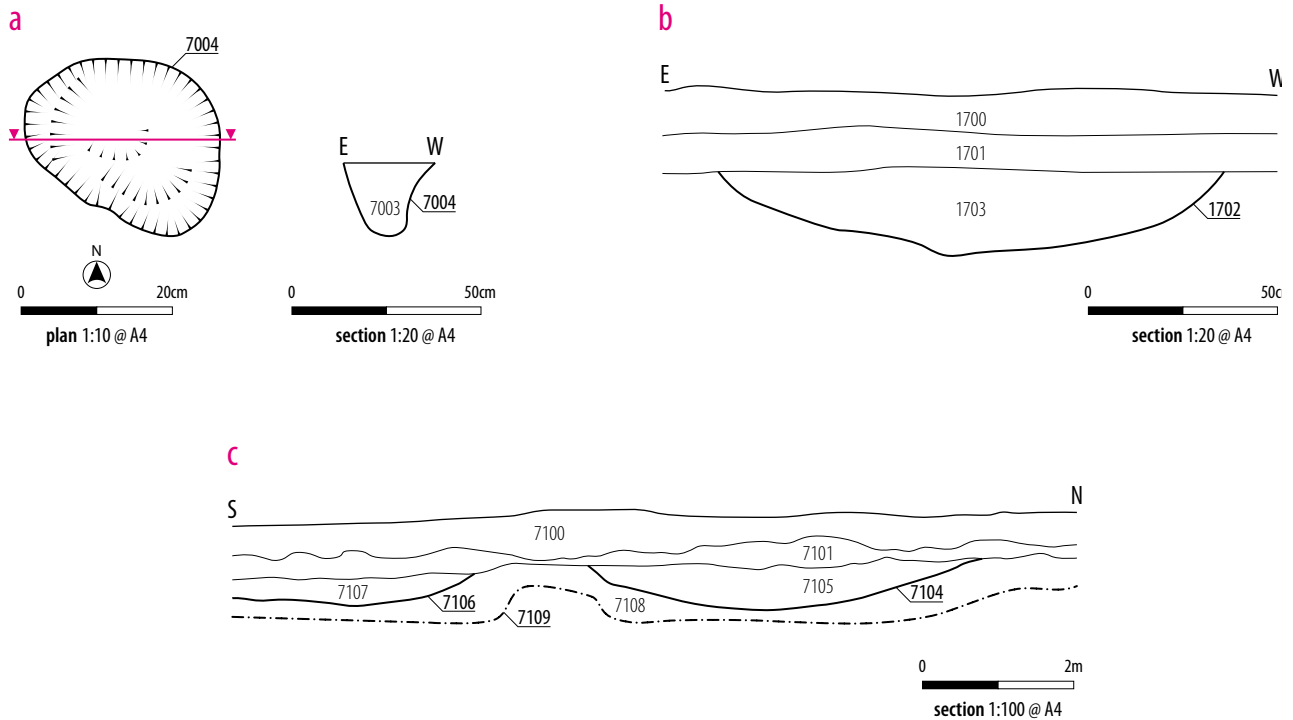 a
7004
E W
7003
7004
N
0 20cm
plan 1:10 @ A4
0 50cm
section 1:20 @ A4
b
E W
1700
1701
1703
1702
0 50c
section 1:20 @ A4
c
S N
7100
7101
7107
7106
7109
7108
7105
7104
0 2m
section 1:100 @ A4